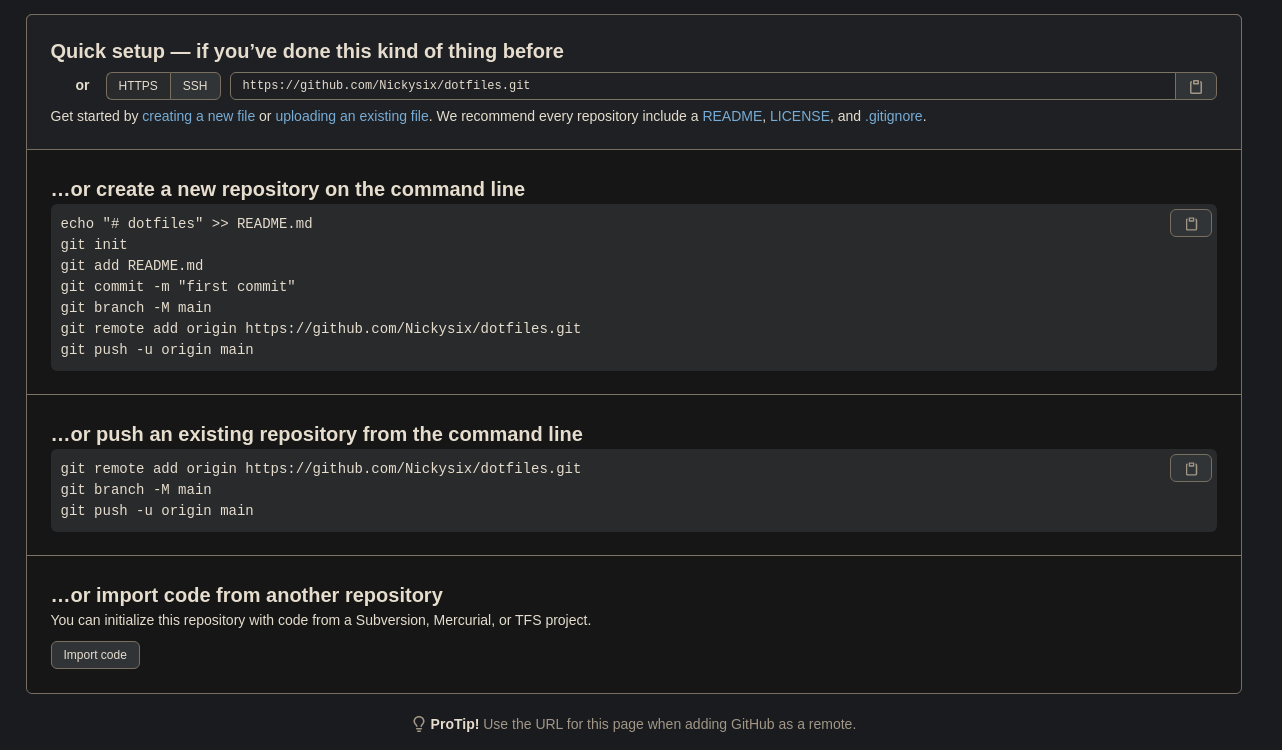 Quick setup — if you’ve done this kind of thing before
or HTTPS SSH https://github.com/Nickysix/dotfiles.git
Get started by creating a new file or uploading an existing file. We recommend every repository include a README, LICENSE, and .gitignore.
…or create a new repository on the command line
echo "# dotfiles" >> README.md
git init
git add README.md
git commit -m "first commit"
git branch -M main
git remote add origin https://github.com/Nickysix/dotfiles.git
git push -u origin main
…or push an existing repository from the command line
git remote add origin https://github.com/Nickysix/dotfiles.git
git branch -M main
git push -u origin main
…or import code from another repository
You can initialize this repository with code from a Subversion, Mercurial, or TFS project.
Import code
ProTip! Use the URL for this page when adding GitHub as a remote.